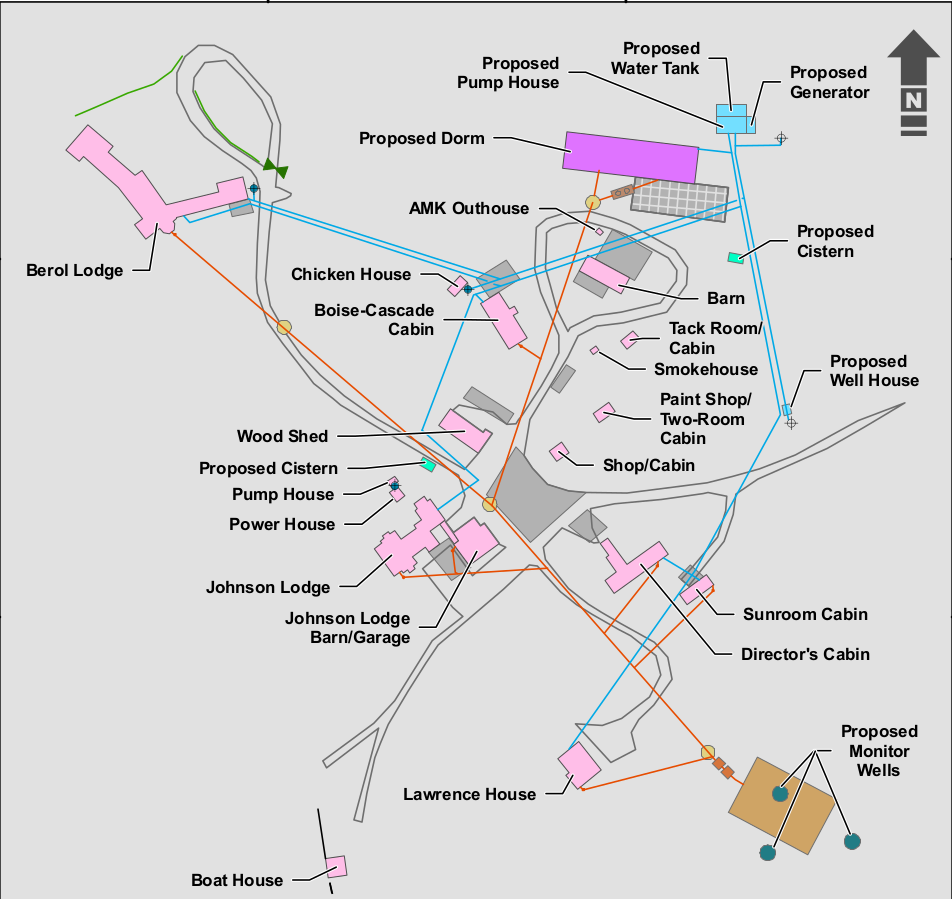 Proposed
Water Tank
Proposed
Pump House
Proposed
Generator
N
Proposed Dorm
AMK Outhouse
Proposed
Cistern
Berol Lodge
Chicken House
Barn
Boise-Cascade
Cabin
Tack Room/
Cabin
Smokehouse
Proposed
Well House
Paint Shop/
Two-Room
Cabin
Wood Shed
Shop/Cabin
Proposed Cistern
Pump House
Power House
Johnson Lodge
Sunroom Cabin
Johnson Lodge
Barn/Garage
Director's Cabin
Proposed
Monitor
Wells
Lawrence House
Boat House